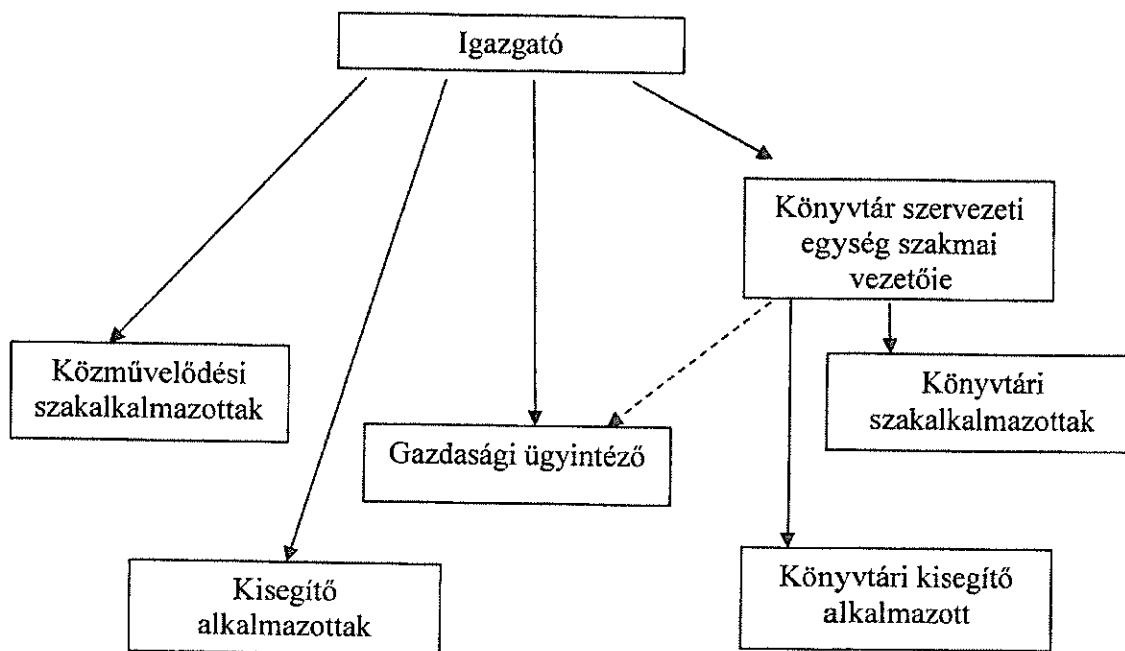 Igazgató
Könyvtár szervezeti
egység szakmai
vezetője
Közművelődési
szakalkalmazottak
Könyvtári
szakalkalmazottak
Gazdasági ügyintéző
Kisegítő
alkalmazottak
Könyvtári kisegítő
alkalmazott